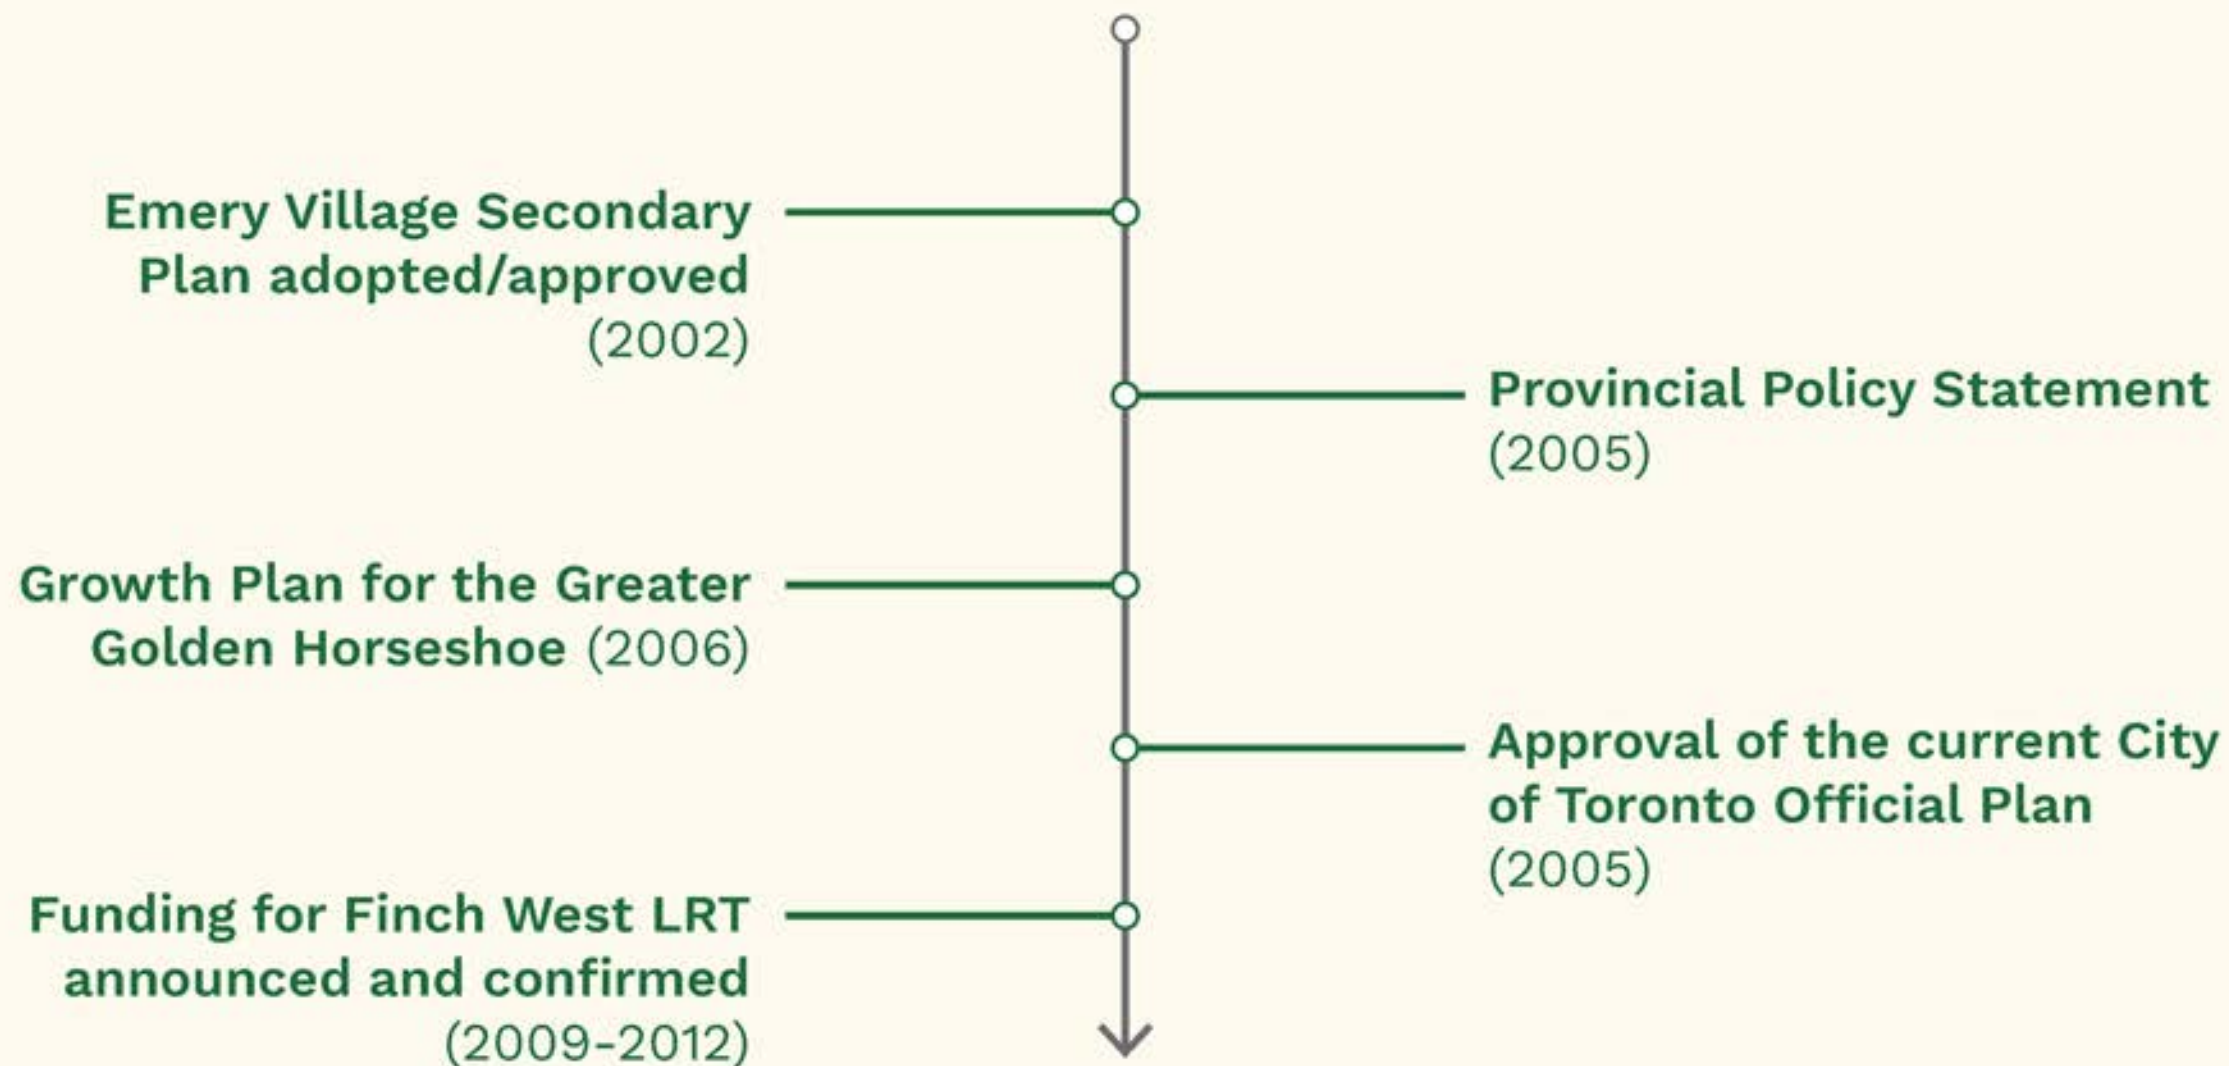 Emery Village Secondary
Plan adopted/approved
(2002)
Provincial Policy Statement
(2005)
Growth Plan for the Greater
Golden Horseshoe (2006)
Approval of the current City
of Toronto Official Plan
(2005)
Funding for Finch West LRT
announced and confirmed
(2009-2012)